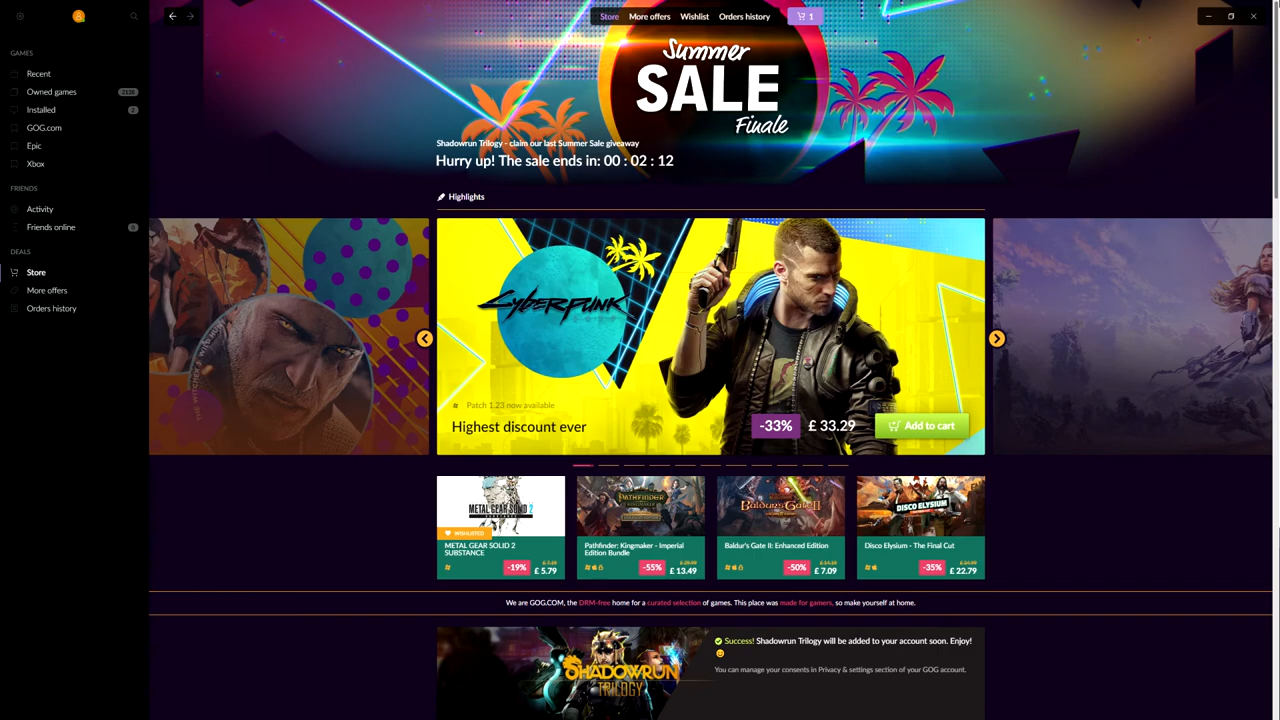 Store
More offers
Wishlist
Orders history
1
GAMES
Recent
Owned games
Installed
2
GOG.com
Epic
Xbox
FRIENDS
Activity
Friends online
0
DEALS
Store
More offers
Orders history
Summer
SALE
Finale
Shadowrun Trilogy - claim our last Summer Sale giveaway
Hurry up! The sale ends in: 00 : 02 : 12
Highlights
CYBERPUNK
Patch 1.23 now available
Highest discount ever
-33%
£ 33.29
Add to cart
METAL GEAR SOLID 2
WISHLISTED
METAL GEAR SOLID 2
SUBSTANCE
-19%
£ 5.79
PATHFINDER
KINGMAKER
Pathfinder: Kingmaker - Imperial
Edition Bundle
-55%
£ 13.49
BALDUR'S GATE II
Baldur's Gate II: Enhanced Edition
-50%
£ 7.09
DISCO ELYSIUM
Disco Elysium - The Final Cut
-35%
£ 22.79
We are GOG.COM, the DRM-free home for a curated selection of games. This place was made for gamers, so make yourself at home.
SHADOWRUN
TRILOGY
Success! Shadowrun Trilogy will be added to your account soon. Enjoy!
You can manage your consents in Privacy & settings section of your GOG account.